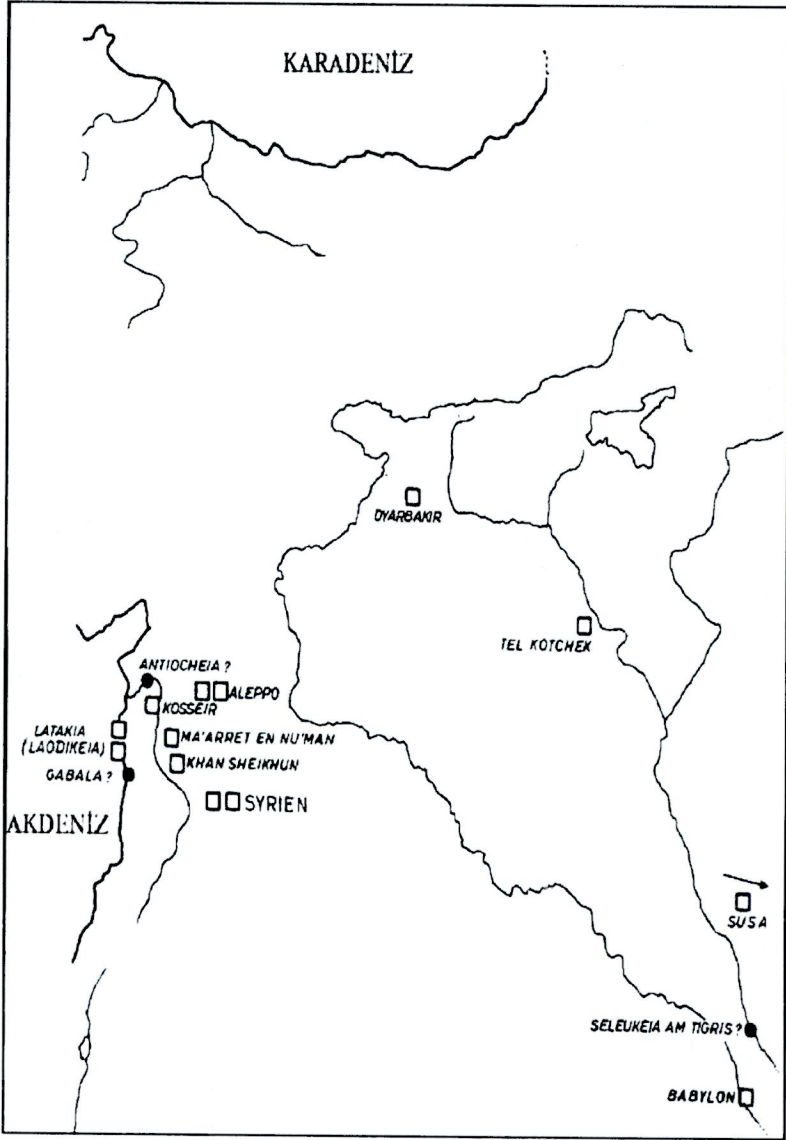 KARADENİZ
DYARBAKIR
TEL KOTCHEK
ANTIOCHEIA ?
ALEPPO
KOSSEIR
LATAKIA
(LAODIKEIA)
MA'ARRET EN NU'MAN
KHAN SHEIKHUN
GABALA ?
SYRIEN
AKDENİZ
SUSA
SELEUKEIA AM TIGRIS ?
BABYLON